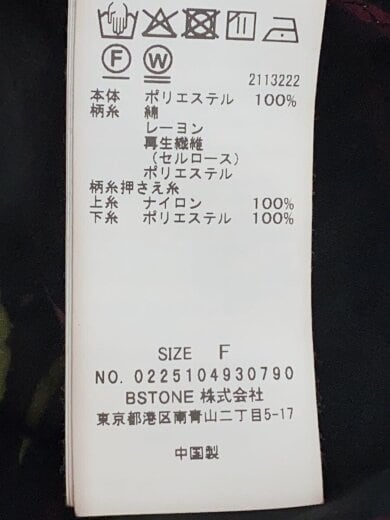 F W
2113222
本体 ポリエステル 100%
柄糸 綿
レーヨン
再生繊維
(セルロース)
ポリエステル
柄糸押さえ糸
上糸 ナイロン 100%
下糸 ポリエステル 100%
SIZE F
NO. 0225104930790
BSTONE 株式会社
東京都港区南青山二丁目5-17
中国製